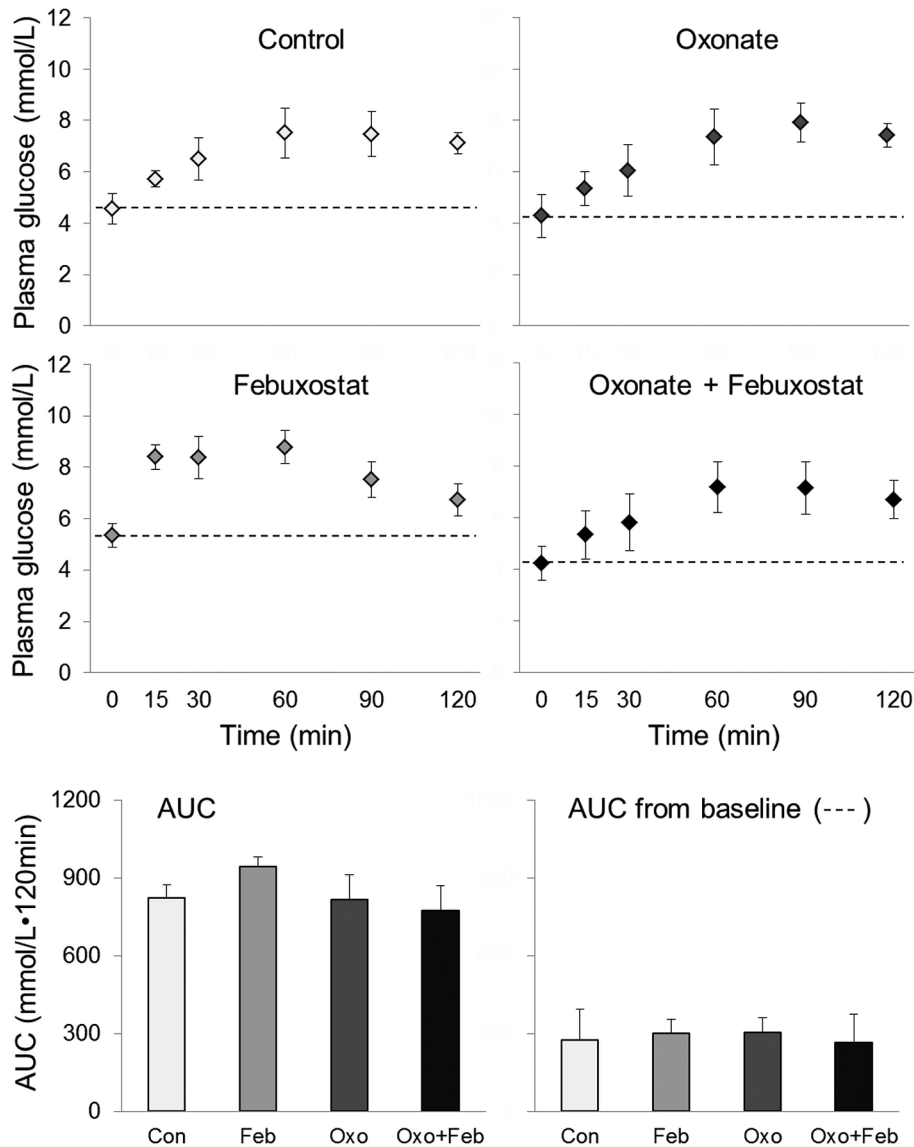 Control
Plasma glucose (mmol/L)
12
10
8
6
4
2
0
Oxonate
Febuxostat
Plasma glucose (mmol/L)
12
10
8
6
4
2
0
0 15 30 60 90 120
Time (min)
Oxonate + Febuxostat
0 15 30 60 90 120
Time (min)
AUC
AUC (mmol/L•120min)
1200
900
600
300
0
Con Feb Oxo Oxo+Feb
AUC from baseline (--- )
Con Feb Oxo Oxo+Feb